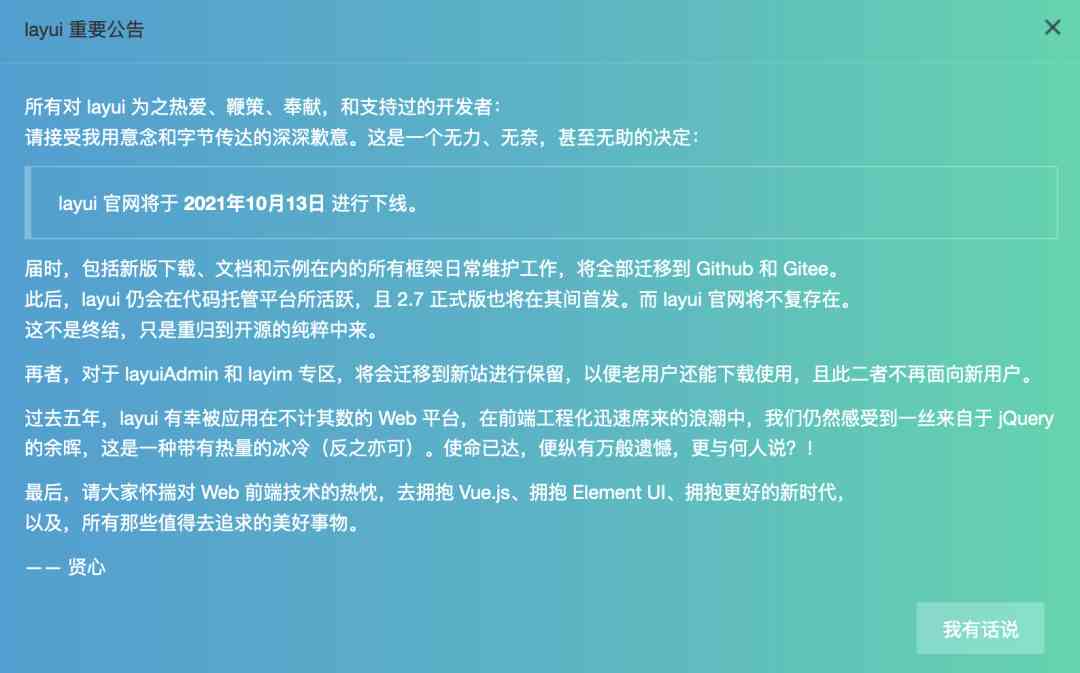 layui 重要公告
所有对 layui 为之热爱、鞭策、奉献，和支持过的开发者：
请接受我用意念和字节传达的深深歉意。这是一个无力、无奈，甚至无助的决定：
layui 官网将于 2021年10月13日 进行下线。
届时，包括新版下载、文档和示例在内的所有框架日常维护工作，将全部迁移到 Github 和 Gitee。
此后，layui 仍会在代码托管平台所活跃，且 2.7 正式版也将在其间首发。而 layui 官网将不复存在。
这不是终结，只是重归到开源的纯粹中来。
再者，对于 layuiAdmin 和 layim 专区，将会迁移到新站进行保留，以便老用户还能下载使用，且此二者不再面向新用户。
过去五年，layui 有幸被应用在不计其数的 Web 平台，在前端工程化迅速席来的浪潮中，我们仍然感受到一丝来自于 jQuery
的余晖，这是一种带有热量的冰冷（反之亦可）。使命已达，便纵有万般遗憾，更与何人说？！
最后，请大家怀揣对 Web 前端技术的热忱，去拥抱 Vue.js、拥抱 Element UI、拥抱更好的新时代，
以及，所有那些值得去追求的美好事物。
—— 贤心
我有话说